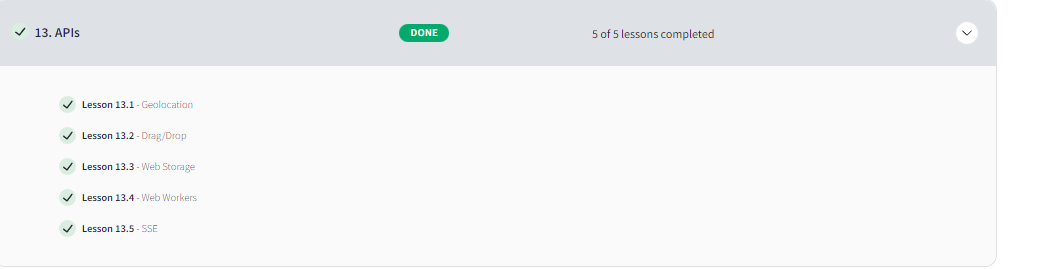 13. APIs DONE 5 of 5 lessons completed
Lesson 13.1 - Geolocation
Lesson 13.2 - Drag/Drop
Lesson 13.3 - Web Storage
Lesson 13.4 - Web Workers
Lesson 13.5 - SSE